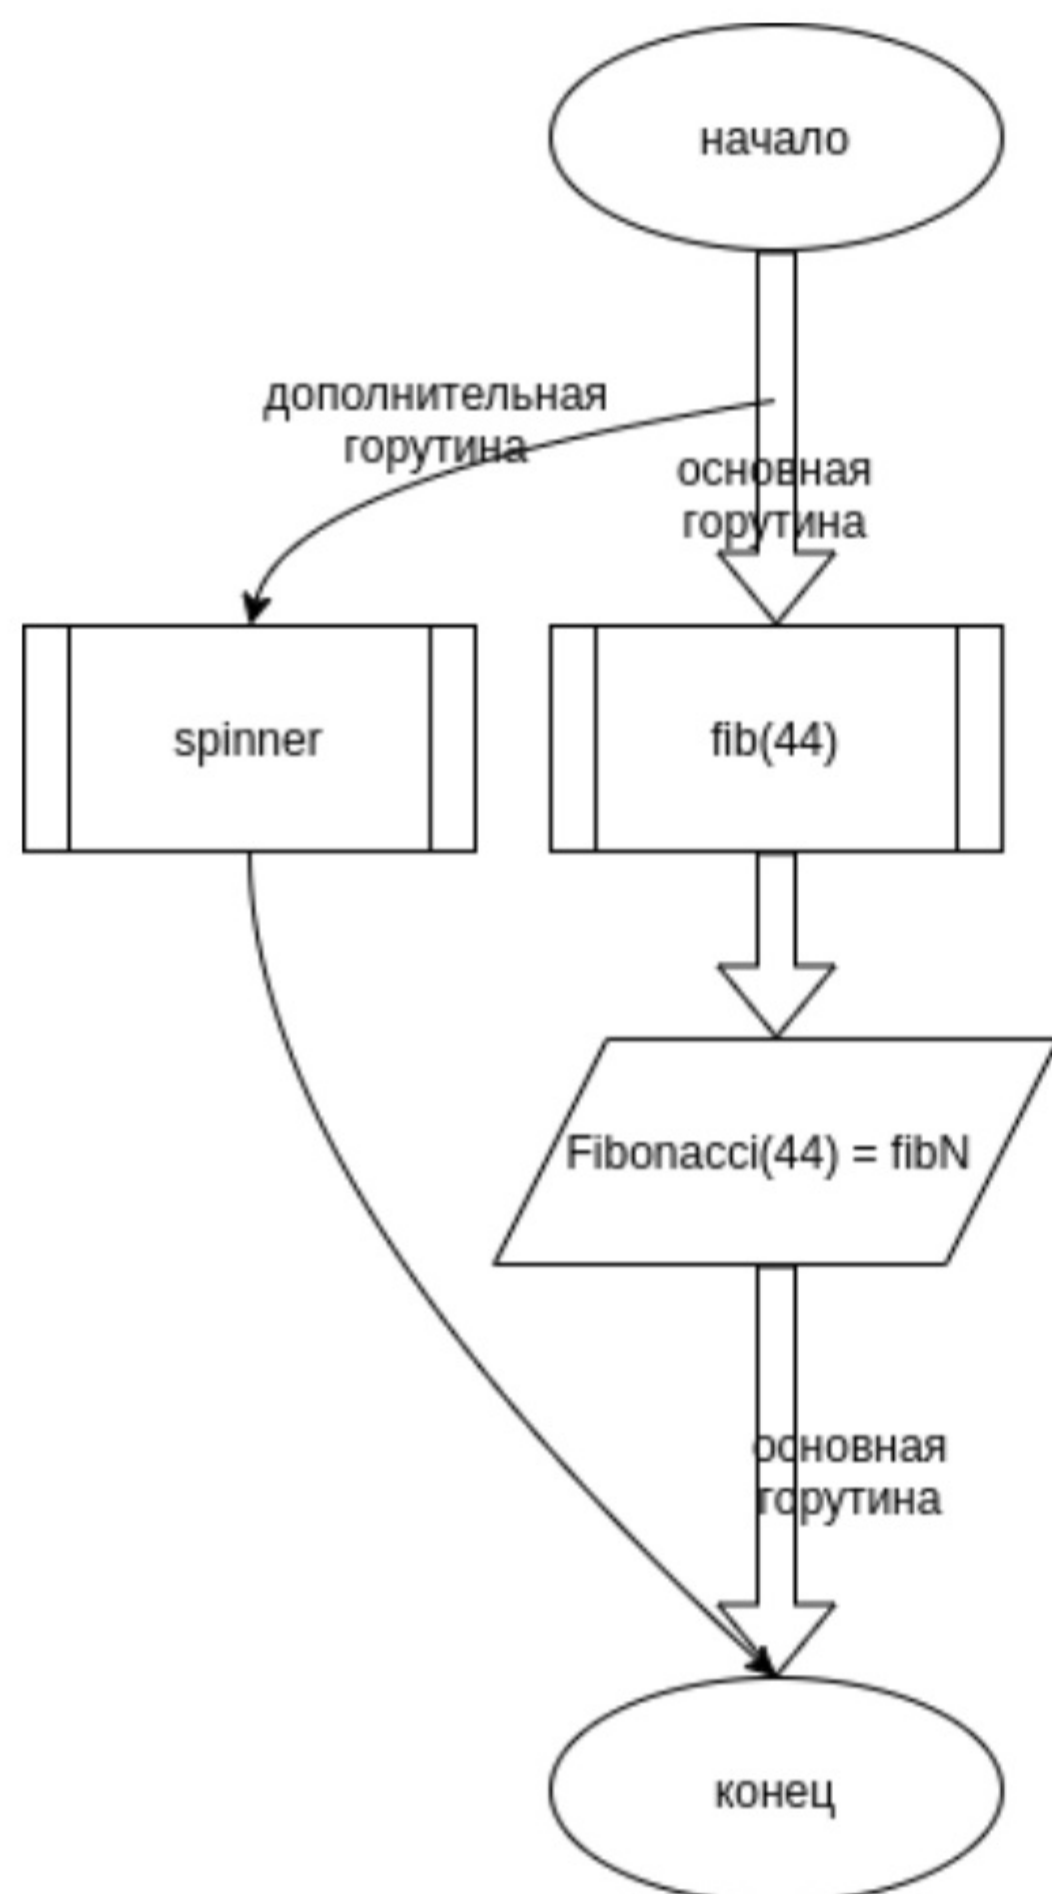 начало
дополнительная
горутина
основная
горутина
spinner
fib(44)
Fibonacci(44) = fibN
основная
горутина
конец